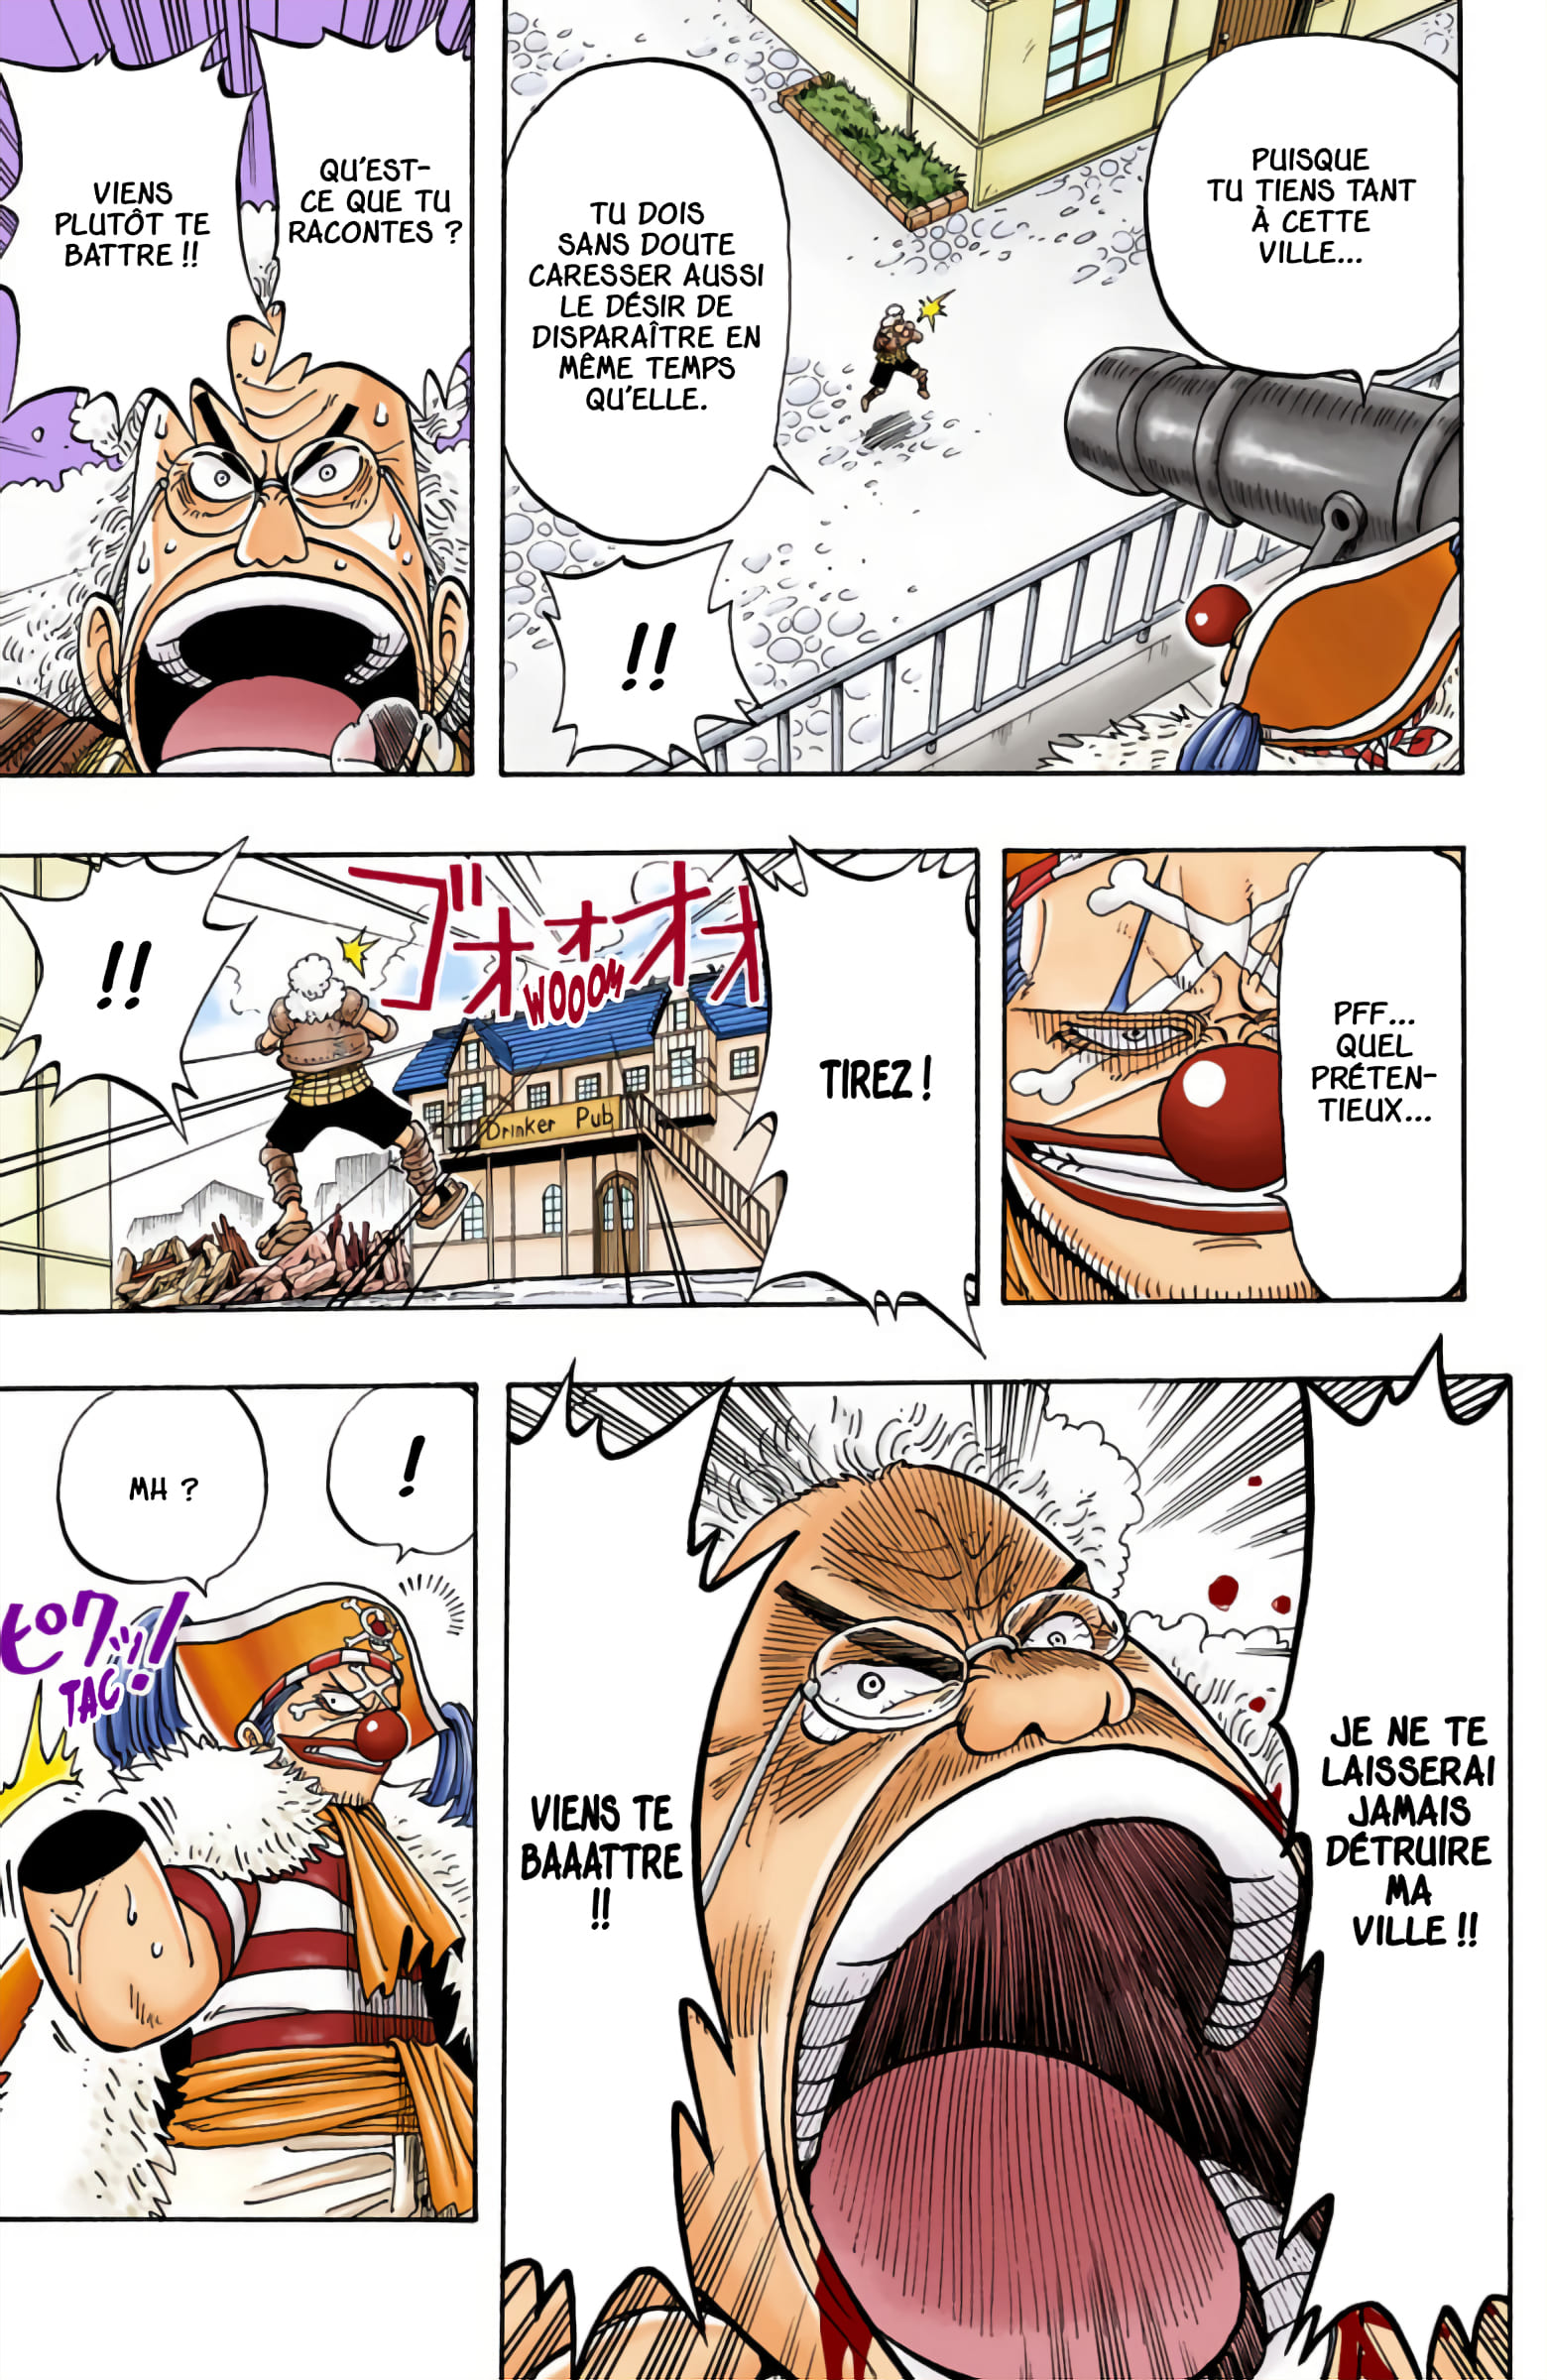 PUISQUE
TU TIENS TANT
À CETTE
VILLE...
TU DOIS
SANS DOUTE
CARESSER AUSSI
LE DÉSIR DE
DISPARAÎTRE EN
MÊME TEMPS
QU'ELLE.
!!
QU'EST-
CE QUE TU
RACONTES ?
VIENS
PLUTÔT TE
BATTRE !!
PFF...
QUEL
PRÉTEN-
TIEUX...
TIREZ !
ゴオォオォ
WOOOM
Drinker Pub
!!
JE NE TE
LAISSERAI
JAMAIS
DÉTRUIRE
MA
VILLE !!
VIENS TE
BAAATTRE
!!
!
MH ?
ピクッ!
TAC!